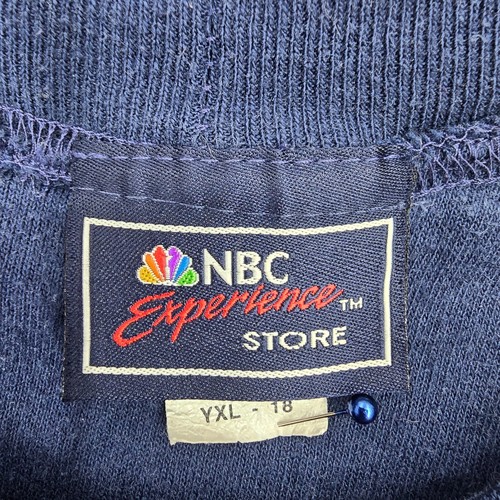 NBC
Experience™
STORE
YXL - 18